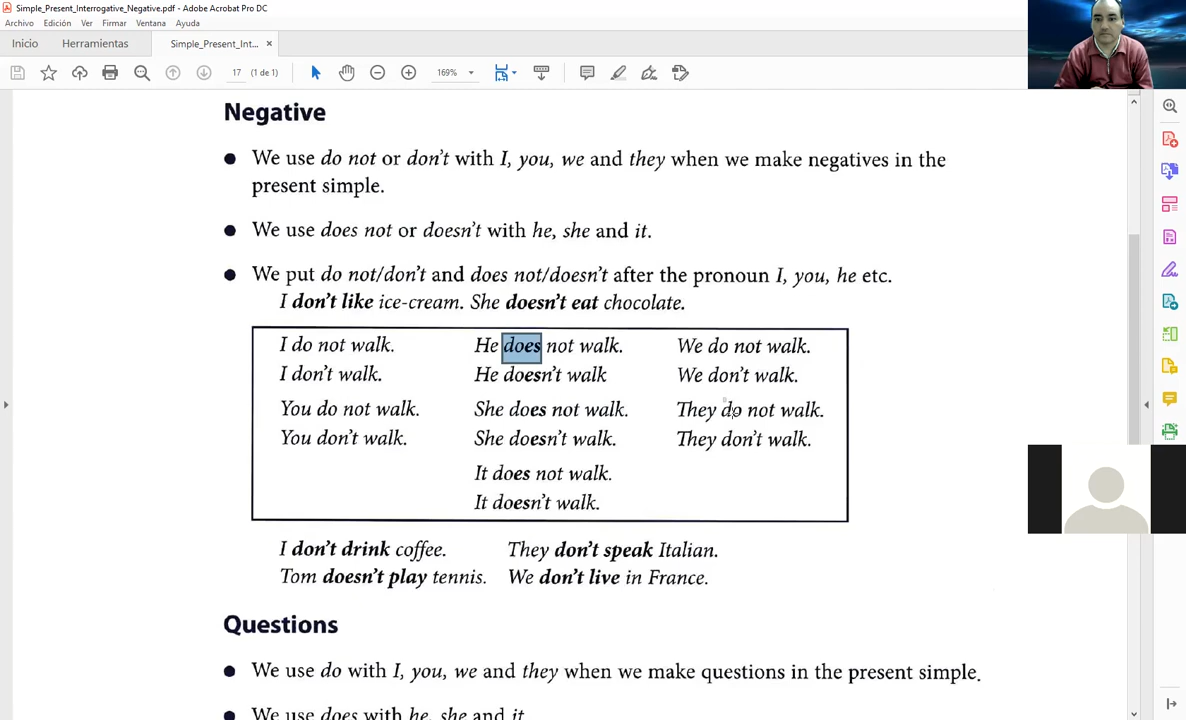 Simple_Present_Interrogative_Negative.pdf - Adobe Acrobat Pro DC
Archivo Edición Ver Firmar Ventana Ayuda
Inicio Herramientas Simple_Present_Int... ×
17 (1 de 1) 169%
Negative
We use do not or don't with I, you, we and they when we make negatives in the
present simple.
We use does not or doesn't with he, she and it.
We put do not/don't and does not/doesn't after the pronoun I, you, he etc.
I don't like ice-cream. She doesn't eat chocolate.
I do not walk. He does not walk. We do not walk.
I don't walk. He doesn't walk We don't walk.
You do not walk. She does not walk. They do not walk.
You don't walk. She doesn't walk. They don't walk.
It does not walk.
It doesn't walk.
I don't drink coffee. They don't speak Italian.
Tom doesn't play tennis. We don't live in France.
Questions
We use do with I, you, we and they when we make questions in the present simple.
We use does with he, she and it.